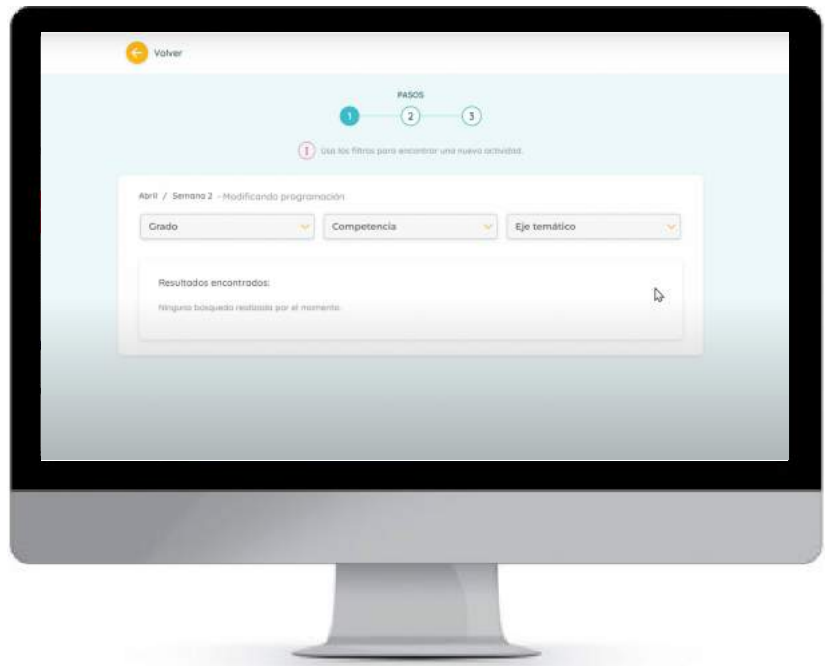 Volver
PASOS
1 2 3
Usa los filtros para encontrar una nueva actividad.
Abril / Semana 2 - Modificando programación
Grado Competencia Eje temático
Resultados encontrados:
Ninguna búsqueda realizada por el momento.